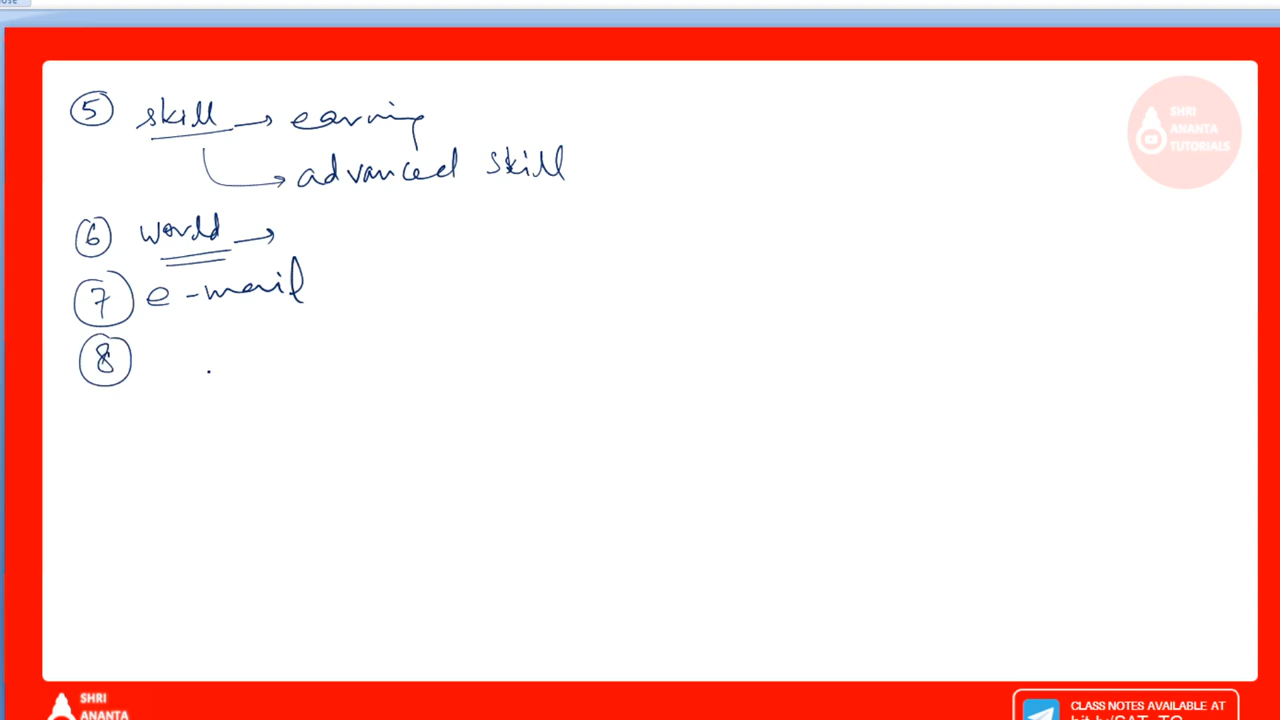 5 skill → earning
→ advanced skill
6 world →
7 e-mail
8
SHRI
ANANTA
TUTORIALS
SHRI
ANANTA
CLASS NOTES AVAILABLE AT